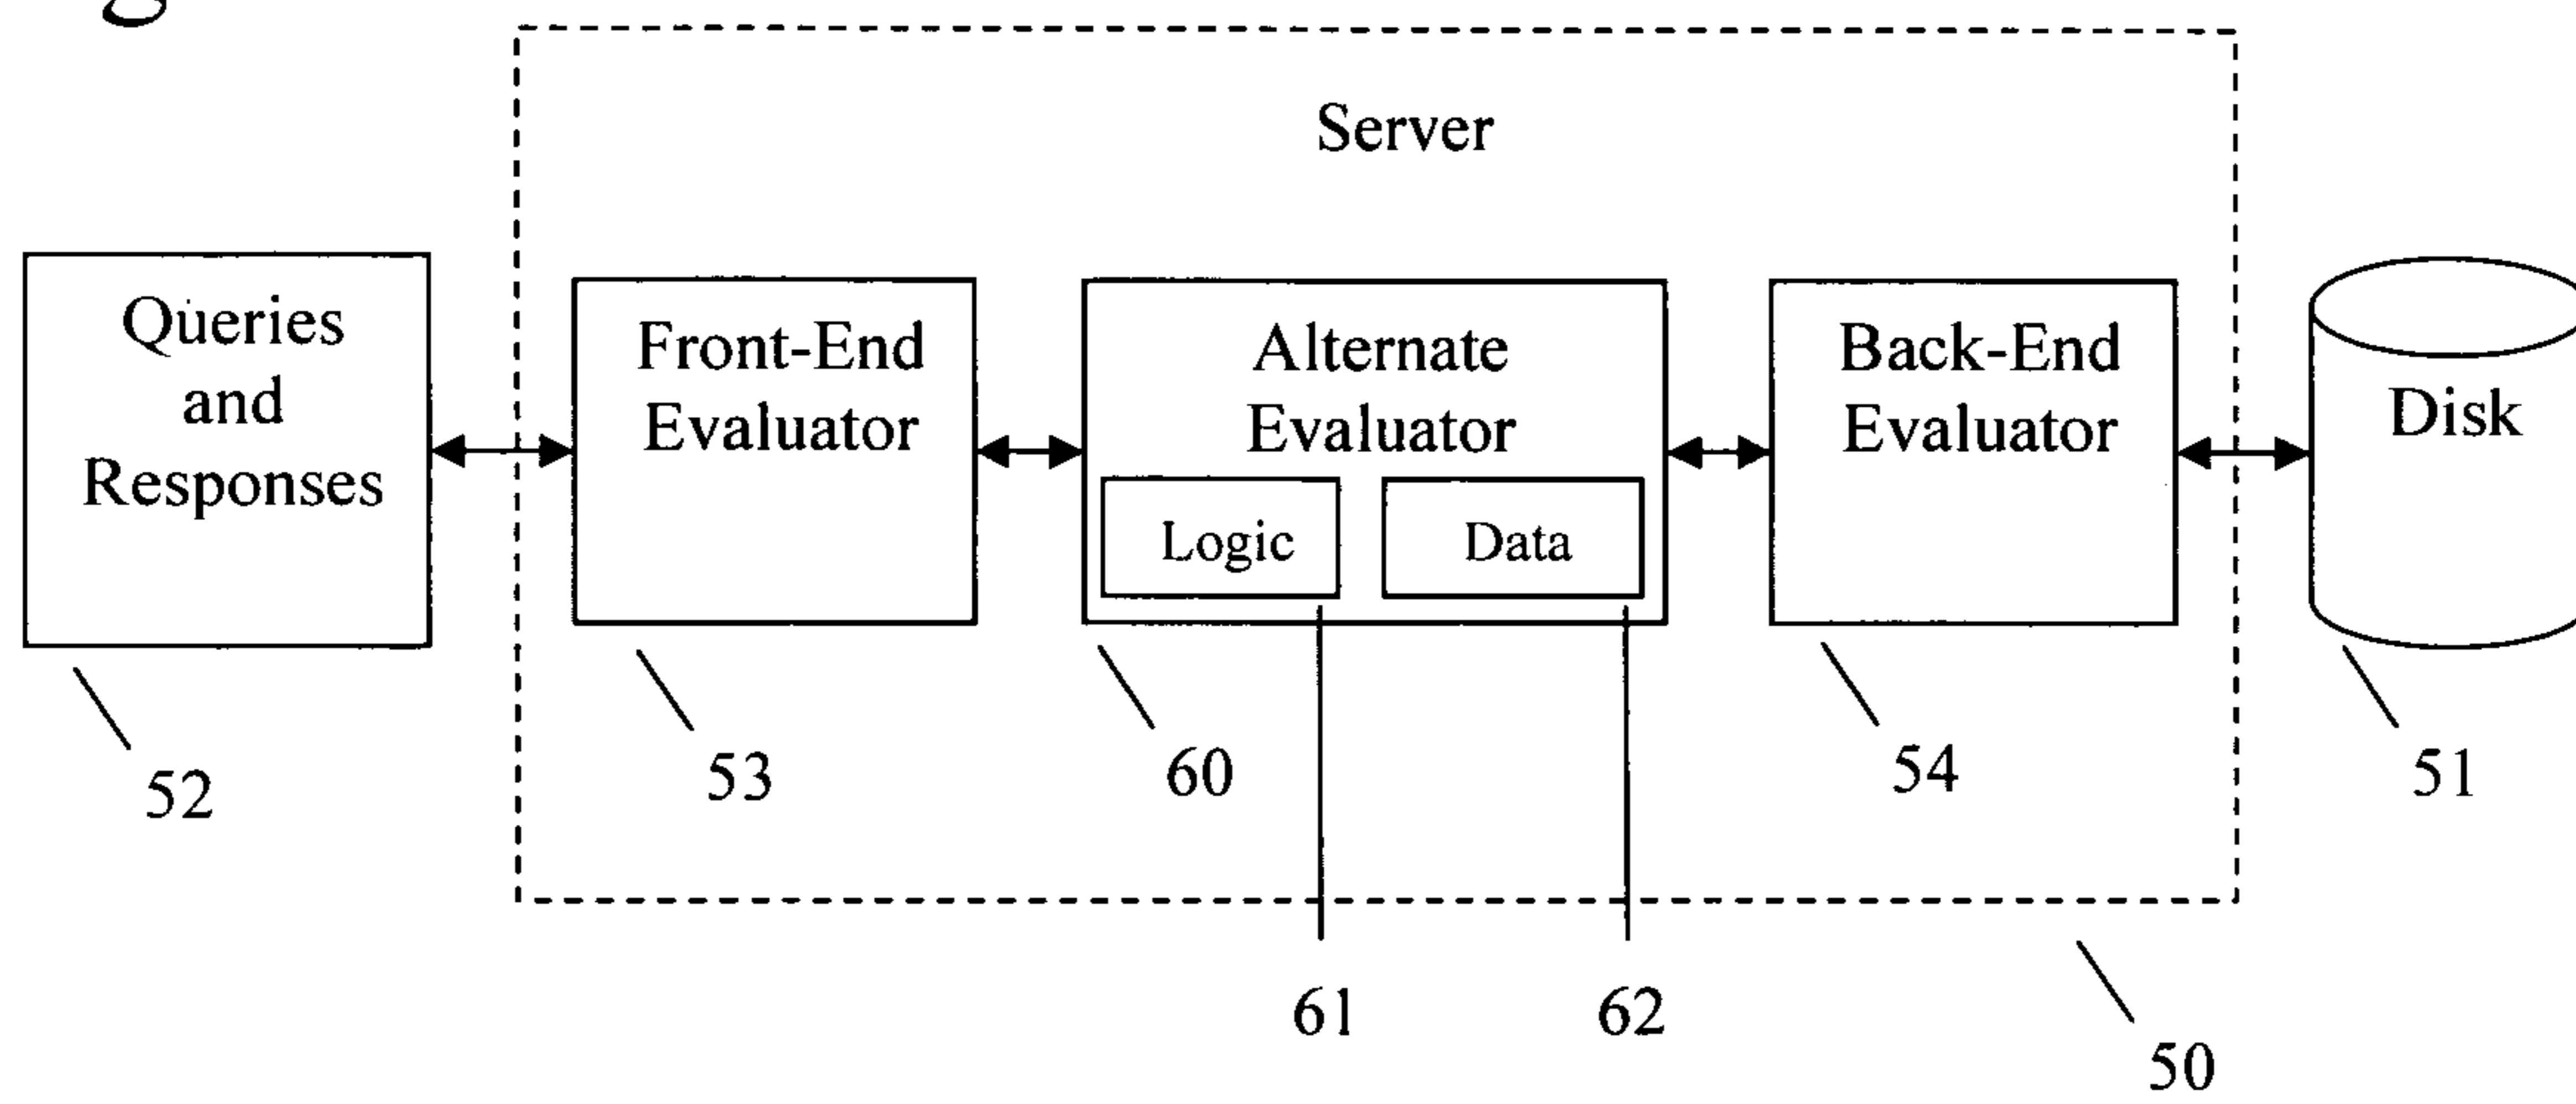 Server
Queries
and
Responses
Front-End
Evaluator
Alternate
Evaluator
Logic
Data
Back-End
Evaluator
Disk
52
53
60
54
51
61
62
50